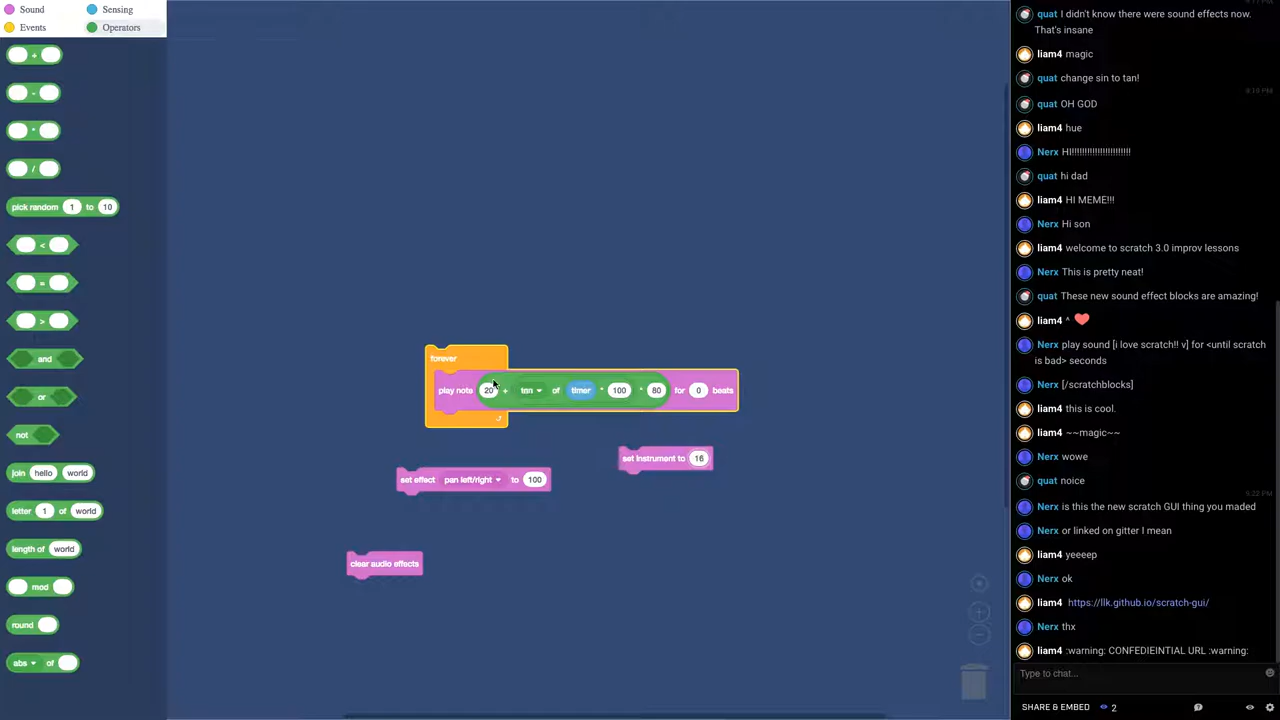 Sound
Sensing
Events
Operators
+
-
*
/
pick random 1 to 10
<
=
>
and
or
not
join hello world
letter 1 of world
length of world
mod
round
abs of
forever
play note 20 + tan of timer * 100 * 80 for 0 beats
set instrument to 16
set effect pan left/right to 100
clear audio effects
quat I didn't know there were sound effects now.
That's insane
liam4 magic
quat change sin to tan!
quat OH GOD
liam4 hue
Nerx HI!!!!!!!!!!!!!!!!!!!!!!!!
quat hi dad
liam4 HI MEME!!!
Nerx Hi son
liam4 welcome to scratch 3.0 improv lessons
Nerx This is pretty neat!
quat These new sound effect blocks are amazing!
liam4 ^ ❤
Nerx play sound [i love scratch!! v] for <until scratch
is bad> seconds
Nerx [/scratchblocks]
liam4 this is cool.
liam4 ~~magic~~
Nerx wowe
quat noice
9:22 PM
Nerx is this the new scratch GUI thing you maded
Nerx or linked on gitter I mean
liam4 yeeeep
Nerx ok
liam4 https://llk.github.io/scratch-gui/
Nerx thx
liam4 :warning: CONFEDIEINTIAL URL :warning:
Type to chat...
SHARE & EMBED 2